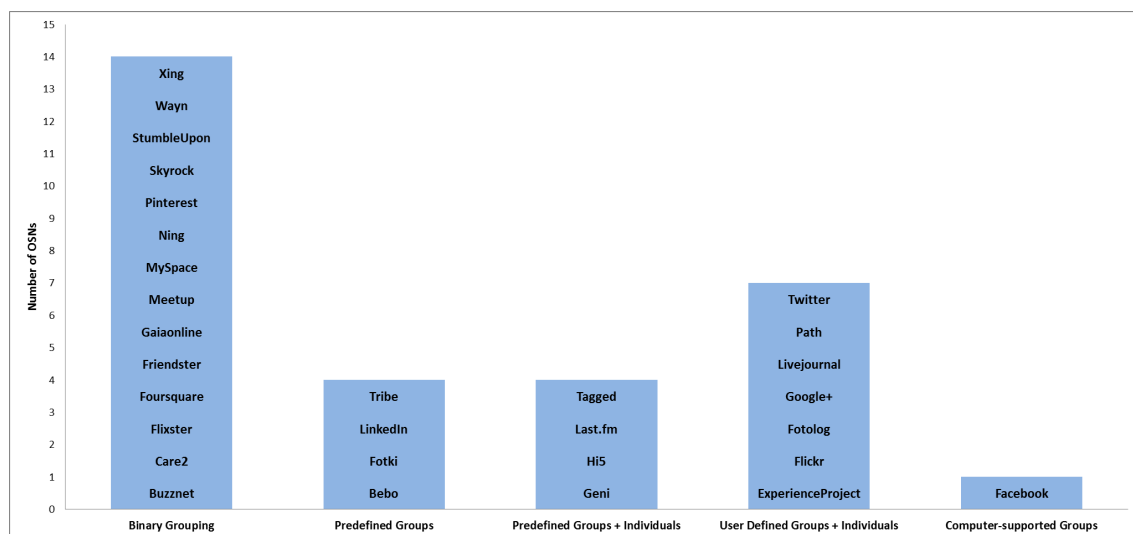 15
14
13
12
11
10
9
8
7
6
5
4
3
2
1
0
Number of OSNs
Xing
Wayn
StumbleUpon
Skyrock
Pinterest
Ning
MySpace
Meetup
Gaiaonline
Friendster
Foursquare
Flixster
Care2
Buzznet
Tribe
LinkedIn
Fotki
Bebo
Tagged
Last.fm
Hi5
Geni
Twitter
Path
Livejournal
Google+
Fotolog
Flickr
ExperienceProject
Facebook
Binary Grouping
Predefined Groups
Predefined Groups + Individuals
User Defined Groups + Individuals
Computer-supported Groups